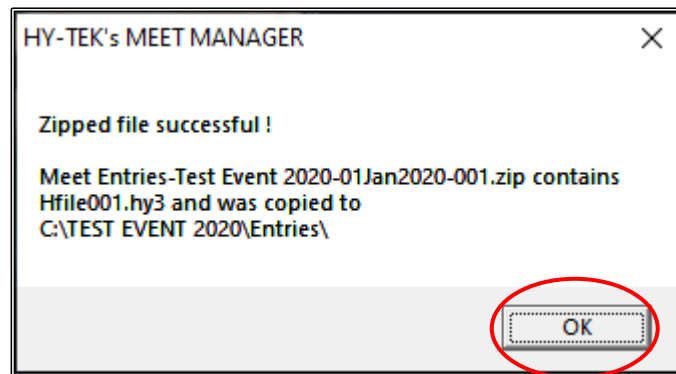 HY-TEK's MEET MANAGER
Zipped file successful !
Meet Entries-Test Event 2020-01Jan2020-001.zip contains
Hfile001.hy3 and was copied to
C:\TEST EVENT 2020\Entries\
OK